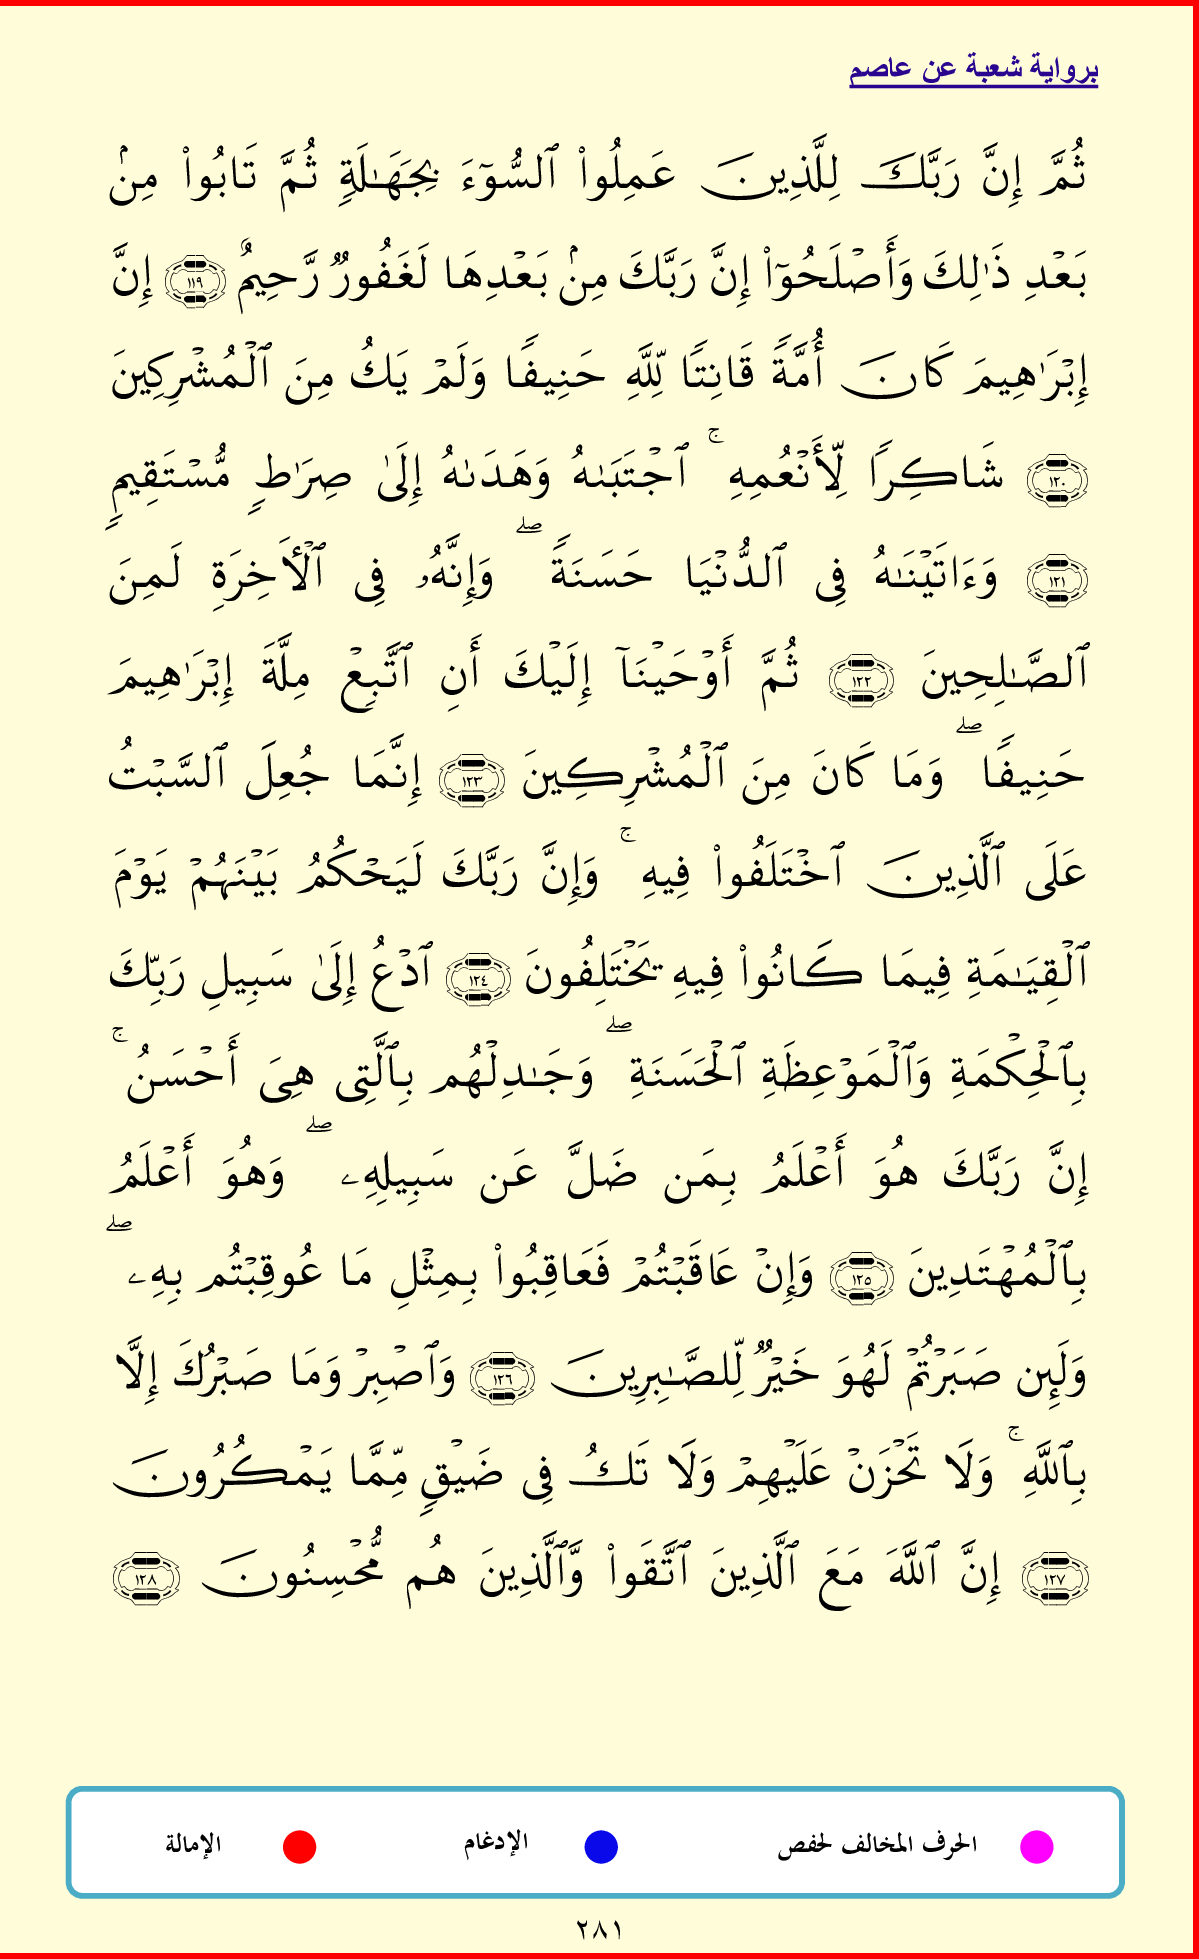 برواية شعبة عن عاصم
ثُمَّ إِنَّ رَبَّكَ لِلَّذِينَ عَمِلُوا۟ ٱلسُّوٓءَ بِجَهَـٰلَةٍ ثُمَّ تَابُوا۟ مِنۢ
بَعْدِ ذَٰلِكَ وَأَصْلَحُوٓا۟ إِنَّ رَبَّكَ مِنۢ بَعْدِهَا لَغَفُورٌ رَّحِيمٌ ١١٩ إِنَّ
إِبْرَٰهِيمَ كَانَ أُمَّةً قَانِتًا لِّلَّهِ حَنِيفًا وَلَمْ يَكُ مِنَ ٱلْمُشْرِكِينَ
١٢٠ شَاكِرًا لِّأَنْعُمِهِ ۚ ٱجْتَبَىٰهُ وَهَدَىٰهُ إِلَىٰ صِرَٰطٍ مُّسْتَقِيمٍ
١٢١ وَءَاتَيْنَـٰهُ فِى ٱلدُّنْيَا حَسَنَةً ۖ وَإِنَّهُۥ فِى ٱلْأَخِرَةِ لَمِنَ
ٱلصَّـٰلِحِينَ ١٢٢ ثُمَّ أَوْحَيْنَآ إِلَيْكَ أَنِ ٱتَّبِعْ مِلَّةَ إِبْرَٰهِيمَ
حَنِيفًا ۖ وَمَا كَانَ مِنَ ٱلْمُشْرِكِينَ ١٢٣ إِنَّمَا جُعِلَ ٱلسَّبْتُ
عَلَى ٱلَّذِينَ ٱخْتَلَفُوا۟ فِيهِ ۚ وَإِنَّ رَبَّكَ لَيَحْكُمُ بَيْنَهُمْ يَوْمَ
ٱلْقِيَـٰمَةِ فِيمَا كَانُوا۟ فِيهِ يَخْتَلِفُونَ ١٢٤ ٱدْعُ إِلَىٰ سَبِيلِ رَبِّكَ
بِٱلْحِكْمَةِ وَٱلْمَوْعِظَةِ ٱلْحَسَنَةِ ۖ وَجَـٰدِلْهُم بِٱلَّتِى هِىَ أَحْسَنُ ۚ
إِنَّ رَبَّكَ هُوَ أَعْلَمُ بِمَن ضَلَّ عَن سَبِيلِهِۦ ۖ وَهُوَ أَعْلَمُ
بِٱلْمُهْتَدِينَ ١٢٥ وَإِنْ عَاقَبْتُمْ فَعَاقِبُوا۟ بِمِثْلِ مَا عُوقِبْتُم بِهِۦ ۖ
وَلَئِن صَبَرْتُمْ لَهُوَ خَيْرٌ لِّلصَّـٰبِرِينَ ١٢٦ وَٱصْبِرْ وَمَا صَبْرُكَ إِلَّا
بِٱللَّهِ ۚ وَلَا تَحْزَنْ عَلَيْهِمْ وَلَا تَكُ فِى ضَيْقٍ مِّمَّا يَمْكُرُونَ
١٢٧ إِنَّ ٱللَّهَ مَعَ ٱلَّذِينَ ٱتَّقَوا۟ وَّٱلَّذِينَ هُم مُّحْسِنُونَ ١٢٨
الحرف المخالف لحفص الإدغام الإمالة
٢٨١